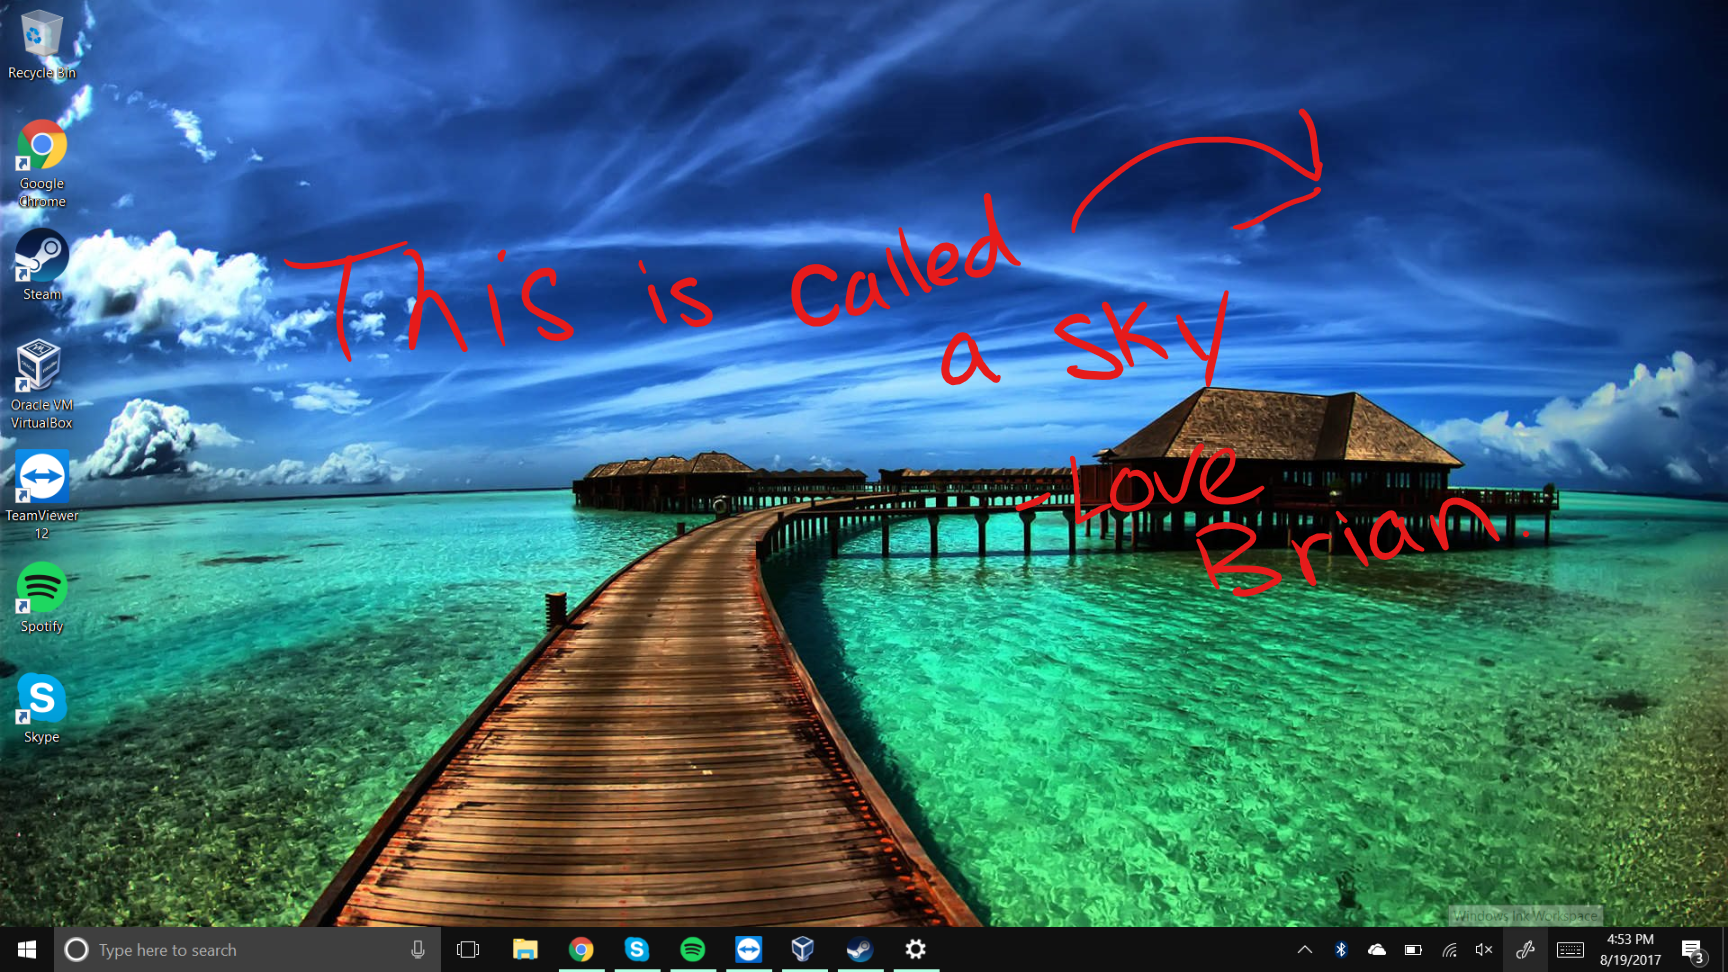 Recycle Bin
Google
Chrome
Steam
Oracle VM
VirtualBox
TeamViewer
12
Spotify
S
Skype
This is called
a sky
-Love
Brian.
Windows Ink Workspace
Type here to search
4:53 PM
8/19/2017
3